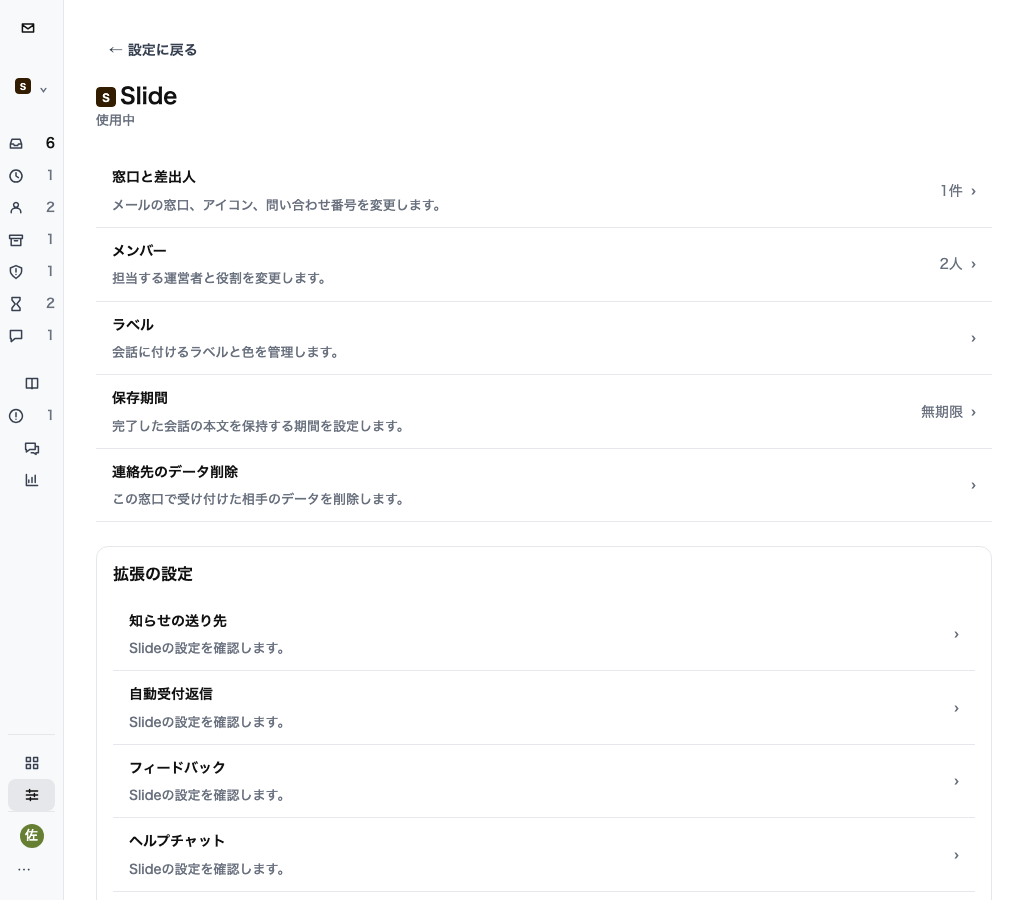 ← 設定に戻る
S
S Slide
使用中
6
1
2
1
1
2
1
1
窓口と差出人
メールの窓口、アイコン、問い合わせ番号を変更します。
1件 ›
メンバー
担当する運営者と役割を変更します。
2人 ›
ラベル
会話に付けるラベルと色を管理します。
›
保存期間
完了した会話の本文を保持する期間を設定します。
無期限 ›
連絡先のデータ削除
この窓口で受け付けた相手のデータを削除します。
›
拡張の設定
知らせの送り先
Slideの設定を確認します。
›
自動受付返信
Slideの設定を確認します。
›
フィードバック
Slideの設定を確認します。
›
ヘルプチャット
Slideの設定を確認します。
›
佐
…